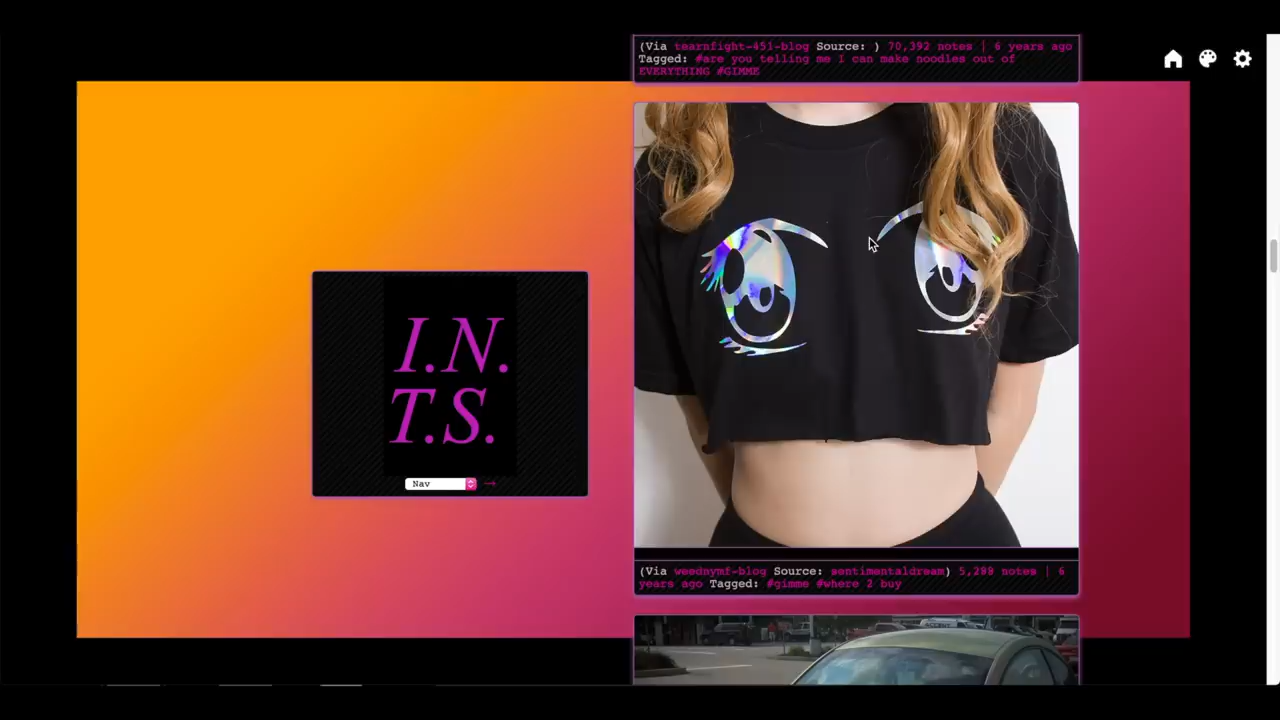 (Via tearnfight-451-blog Source: ) 70,392 notes | 6 years ago
Tagged: #are you telling me I can make noodles out of
EVERYTHING #GIMME
I.N.
T.S.
Nav →
(Via weednymf-blog Source: sentimentaldream) 5,288 notes | 6
years ago Tagged: #gimme #where 2 buy